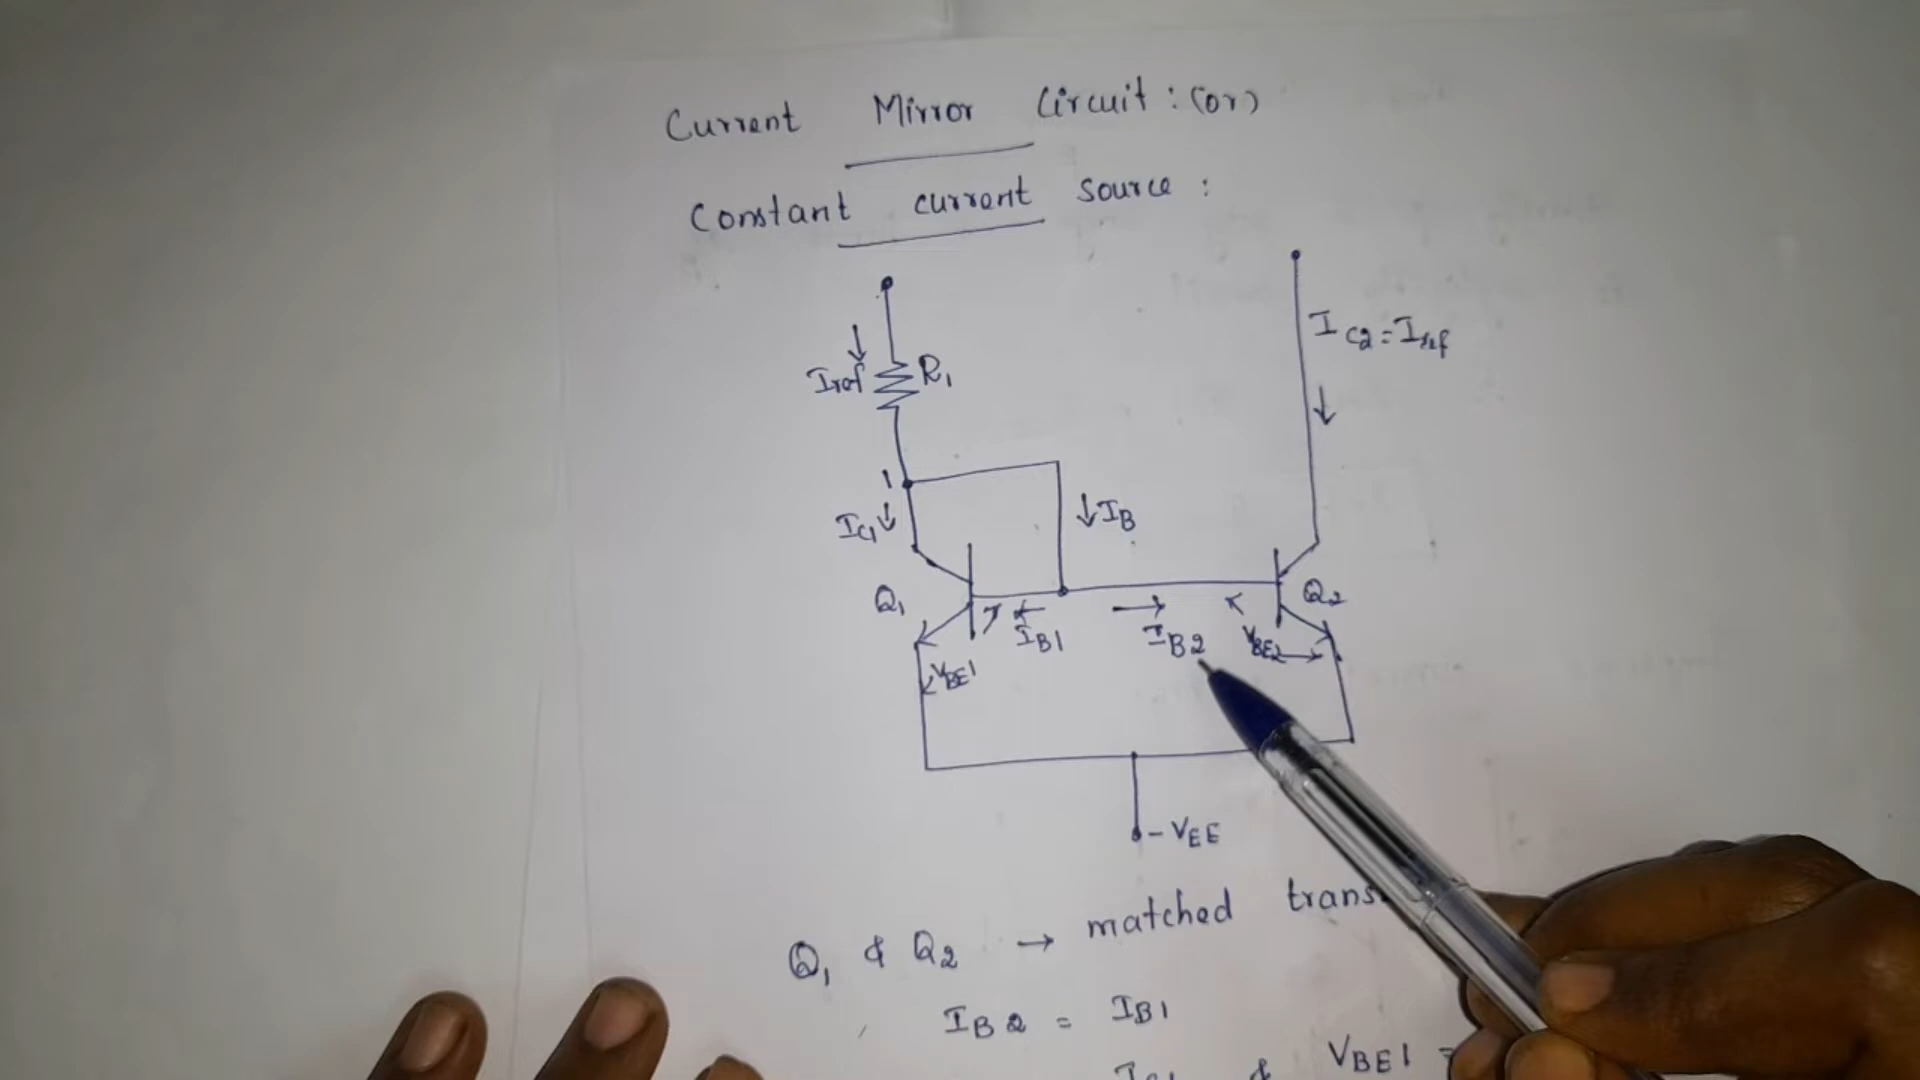 Current Mirror Circuit: (or)
Constant current source:
Iref
R1
IC2 = Iref
1
IC1
IB
Q1
IB1
IB2
VBE2
Q2
VBE1
- VEE
Q1 & Q2 → matched trans
IB2 = IB1
& VBE1 =